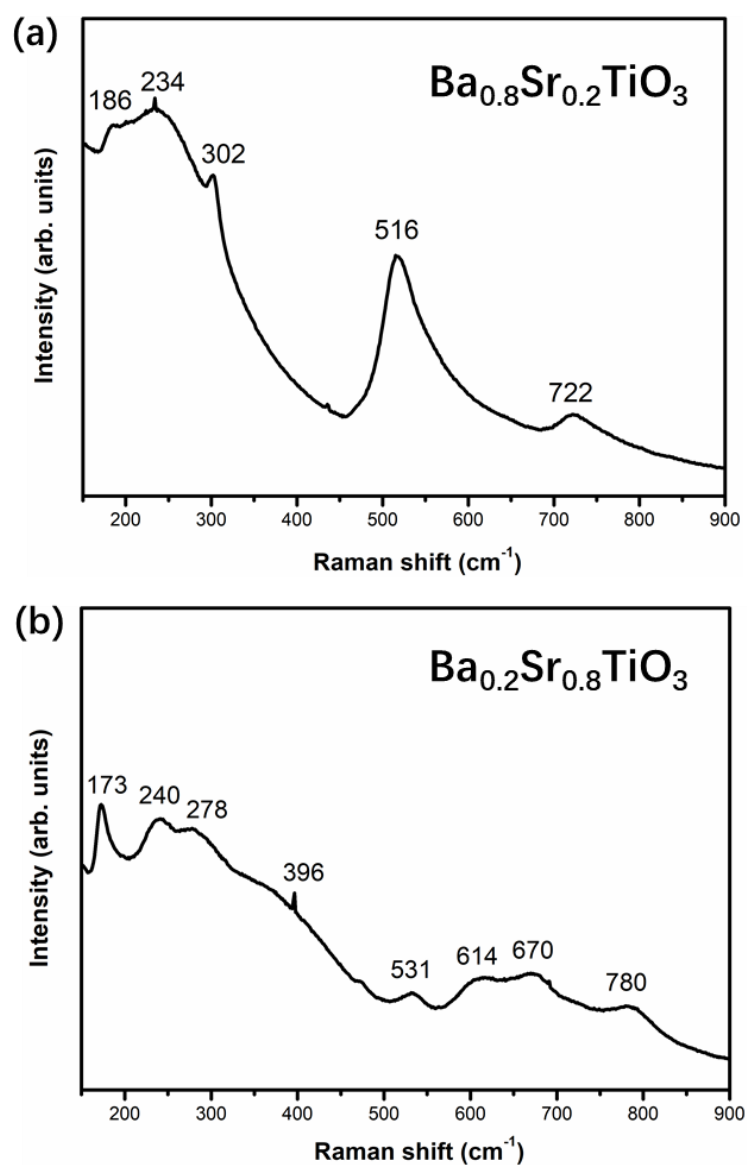 (a)
Ba₀.₈Sr₀.₂TiO₃
186
234
302
516
722
Intensity (arb. units)
200 300 400 500 600 700 800 900
Raman shift (cm⁻¹)
(b)
Ba₀.₂Sr₀.₈TiO₃
173
240
278
396
531
614
670
780
Intensity (arb. units)
200 300 400 500 600 700 800 900
Raman shift (cm⁻¹)